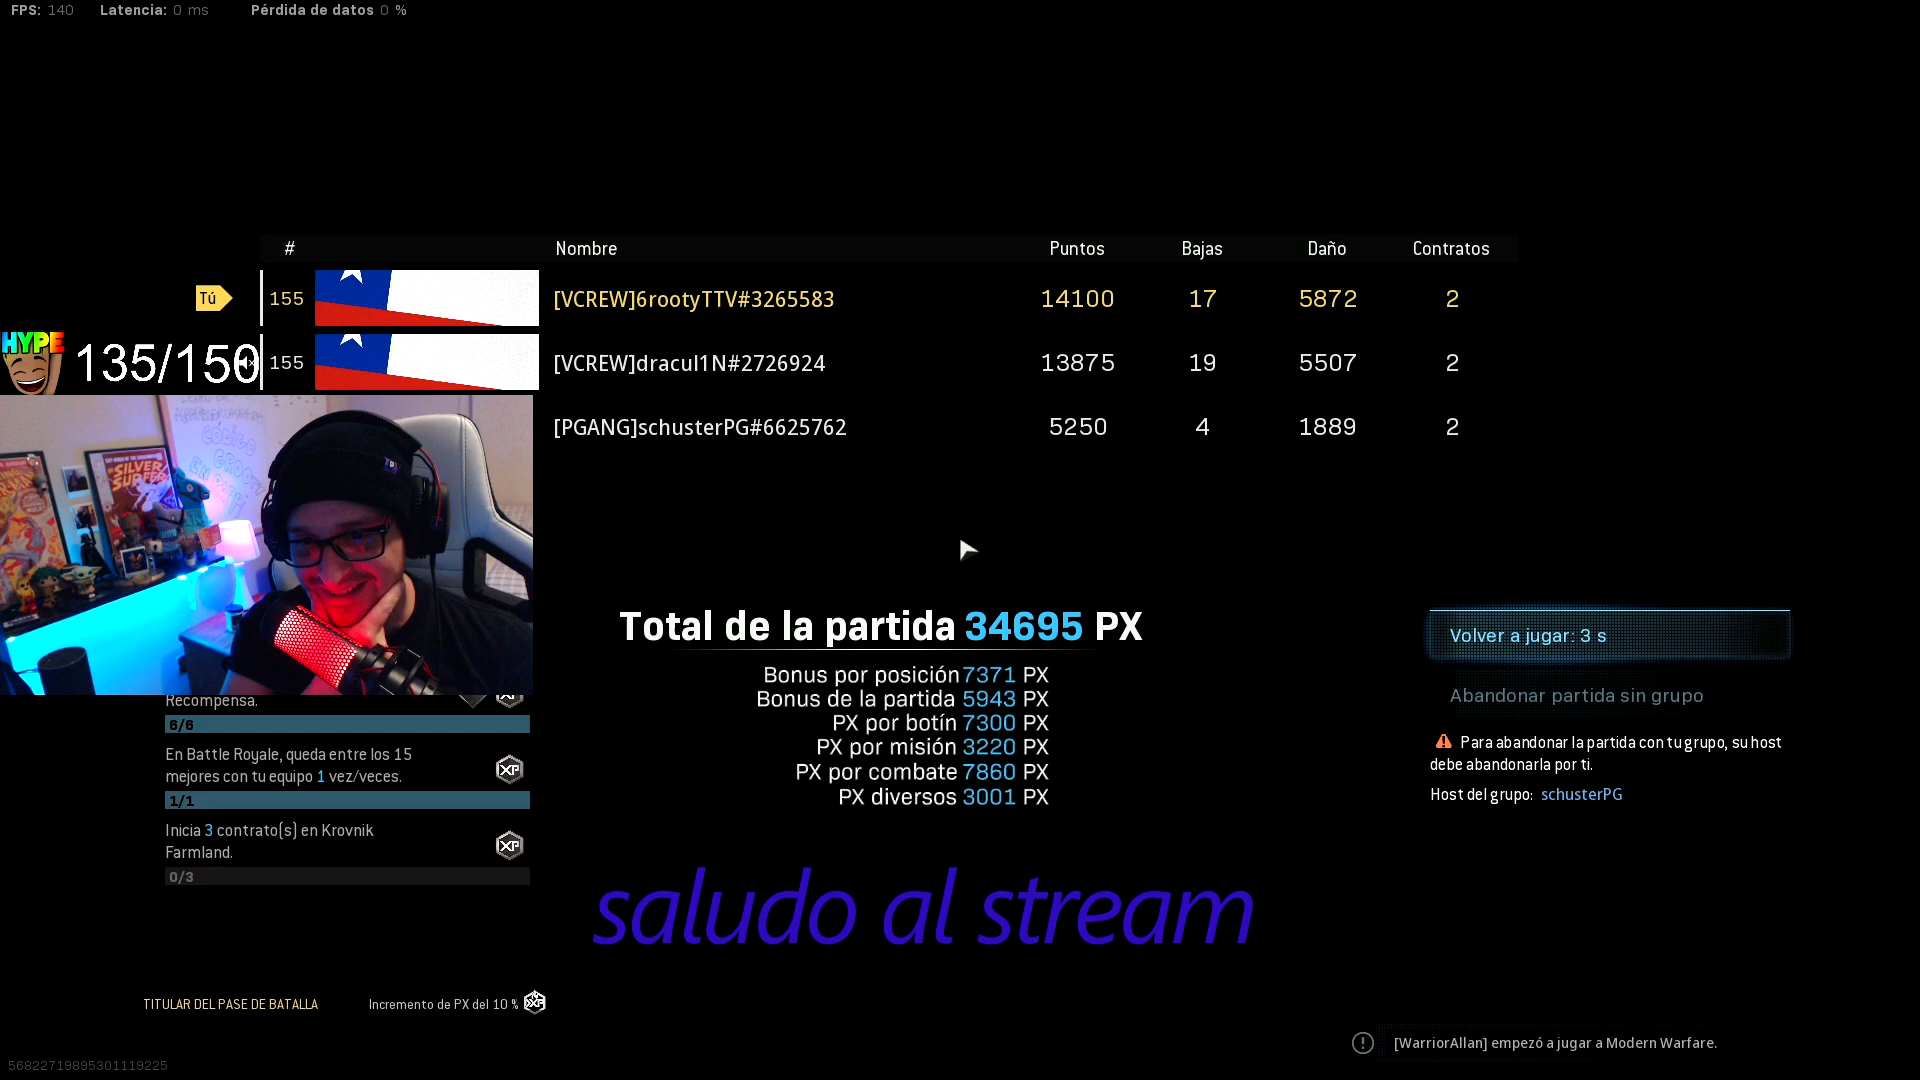 FPS: 140 Latencia: 0 ms Pérdida de datos 0 %
# Nombre Puntos Bajas Daño Contratos
Tú 155 [VCREW]6rootyTTV#3265583 14100 17 5872 2
HYPE 135/150
155 [VCREW]dracul1N#2726924 13875 19 5507 2
[PGANG]schusterPG#6625762 5250 4 1889 2
SILVER
SURFER
Total de la partida 34695 PX
Bonus por posición 7371 PX
Bonus de la partida 5943 PX
PX por botín 7300 PX
PX por misión 3220 PX
PX por combate 7860 PX
PX diversos 3001 PX
Volver a jugar: 3 s
Abandonar partida sin grupo
Para abandonar la partida con tu grupo, su host
debe abandonarla por ti.
Host del grupo: schusterPG
Recompensa.
6/6
En Battle Royale, queda entre los 15
mejores con tu equipo 1 vez/veces.
XP
1/1
Inicia 3 contrato(s) en Krovnik
Farmland.
XP
0/3
saludo al stream
TITULAR DEL PASE DE BATALLA Incremento de PX del 10 %
[WarriorAllan] empezó a jugar a Modern Warfare.
56822719895301119225